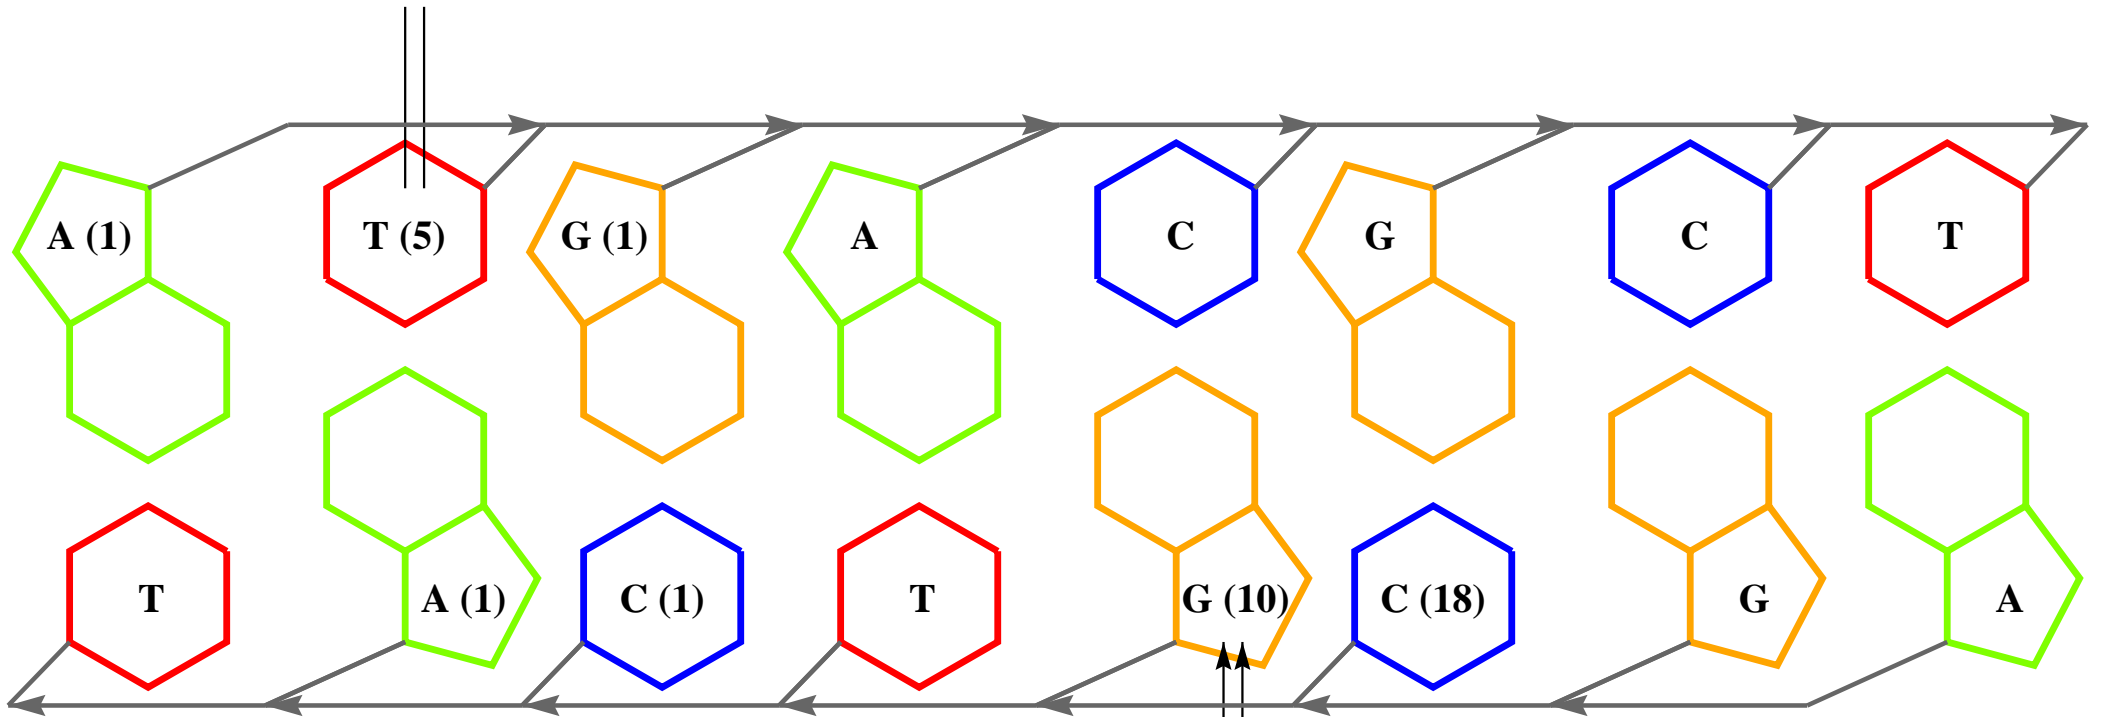 A (1) T (5) G (1) A C G C T
T A (1) C (1) T G (10) C (18) G A